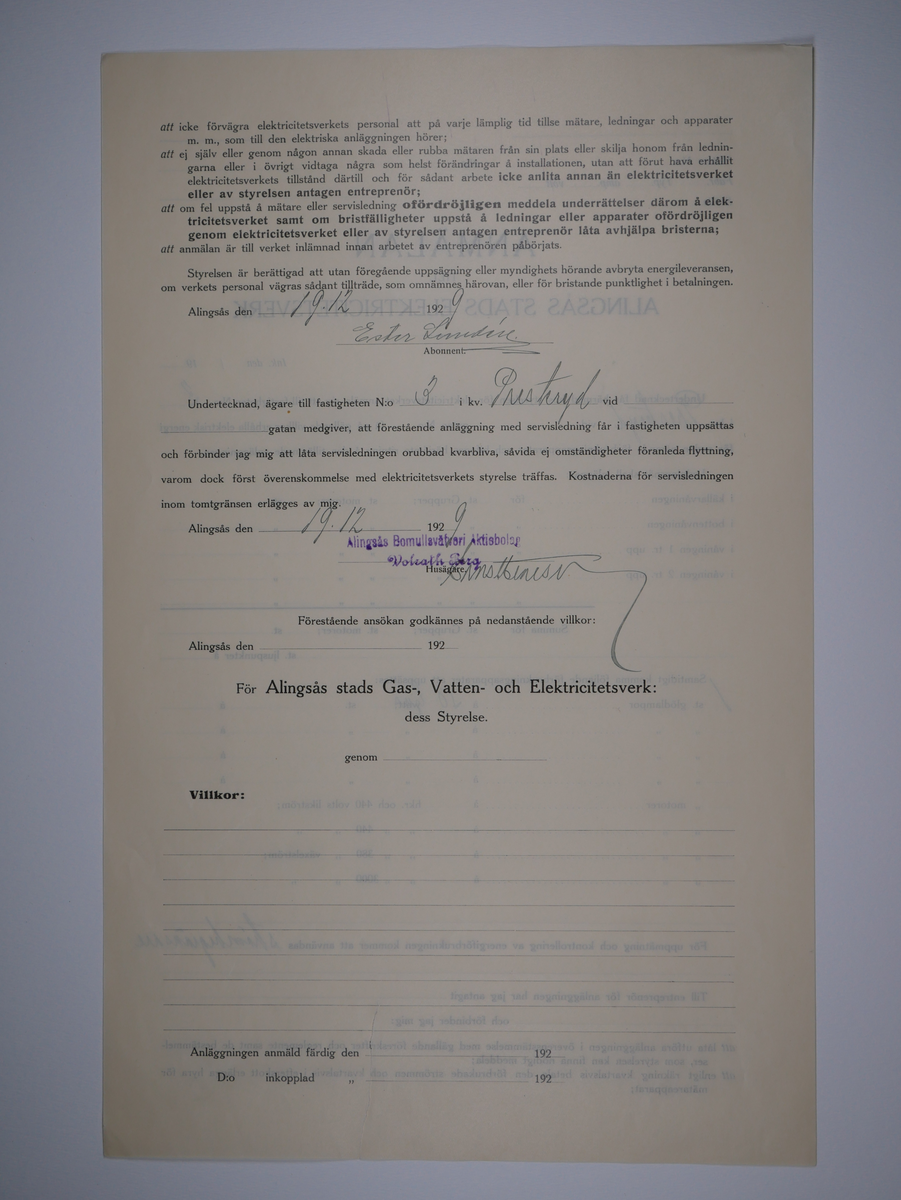 att icke förvägra elektricitetsverkets personal att på varje lämplig tid tillse mätare, ledningar och apparater
m. m., som till den elektriska anläggningen hörer;
att ej själv eller genom någon annan skada eller rubba mätaren från sin plats eller skilja honom från lednin-
garna eller i övrigt vidtaga några som helst förändringar å installationen, utan att förut hava erhållit
elektricitetsverkets tillstånd därtill och för sådant arbete icke anlita annan än elektricitetsverket
eller av styrelsen antagen entreprenör;
att om fel uppstå å mätare eller servisledning ofördröjligen meddela underrättelser därom å elek-
tricitetsverket samt om bristfälligheter uppstå å ledningar eller apparater ofördröjligen
genom elektricitetsverket eller av styrelsen antagen entreprenör låta avhjälpa bristerna;
att anmälan är till verket inlämnad innan arbetet av entreprenören påbörjats.
Styrelsen är berättigad att utan föregående uppsägning eller myndighets hörande avbryta energileveransen,
om verkets personal vägras sådant tillträde, som omnämnes härovan, eller för bristande punktlighet i betalningen.
Alingsås den 19.12 1929
Ester
Abonnent.
Undertecknad, ägare till fastigheten N:o 3 i kv. Prästryd vid
gatan medgiver, att förestående anläggning med servisledning får i fastigheten uppsättas
och förbinder jag mig att låta servisledningen orubbad kvarbliva, såvida ej omständigheter föranleda flyttning,
varom dock först överenskommelse med elektricitetsverkets styrelse träffas. Kostnaderna för servisledningen
inom tomtgränsen erlägges av mig.
Alingsås den 19.12 1929
Alingsås Bomullsväfveri Aktiebolag
Volrath Berg
Husägare.
Förestående ansökan godkännes på nedanstående villkor:
Alingsås den 192
För Alingsås stads Gas-, Vatten- och Elektricitetsverk:
dess Styrelse.
genom
Villkor:
Anläggningen anmäld färdig den 192
D:o inkopplad „ 192